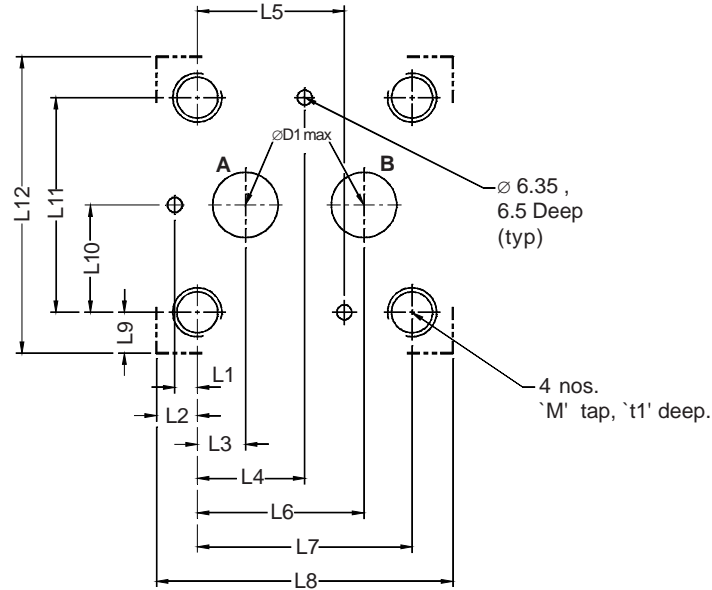 L5
⌀D1 max
A
B
⌀ 6.35 ,
6.5 Deep
(typ)
L12
L11
L10
L9
L1
L2
L3
L4
L6
L7
L8
4 nos.
`M' tap, `t1' deep.